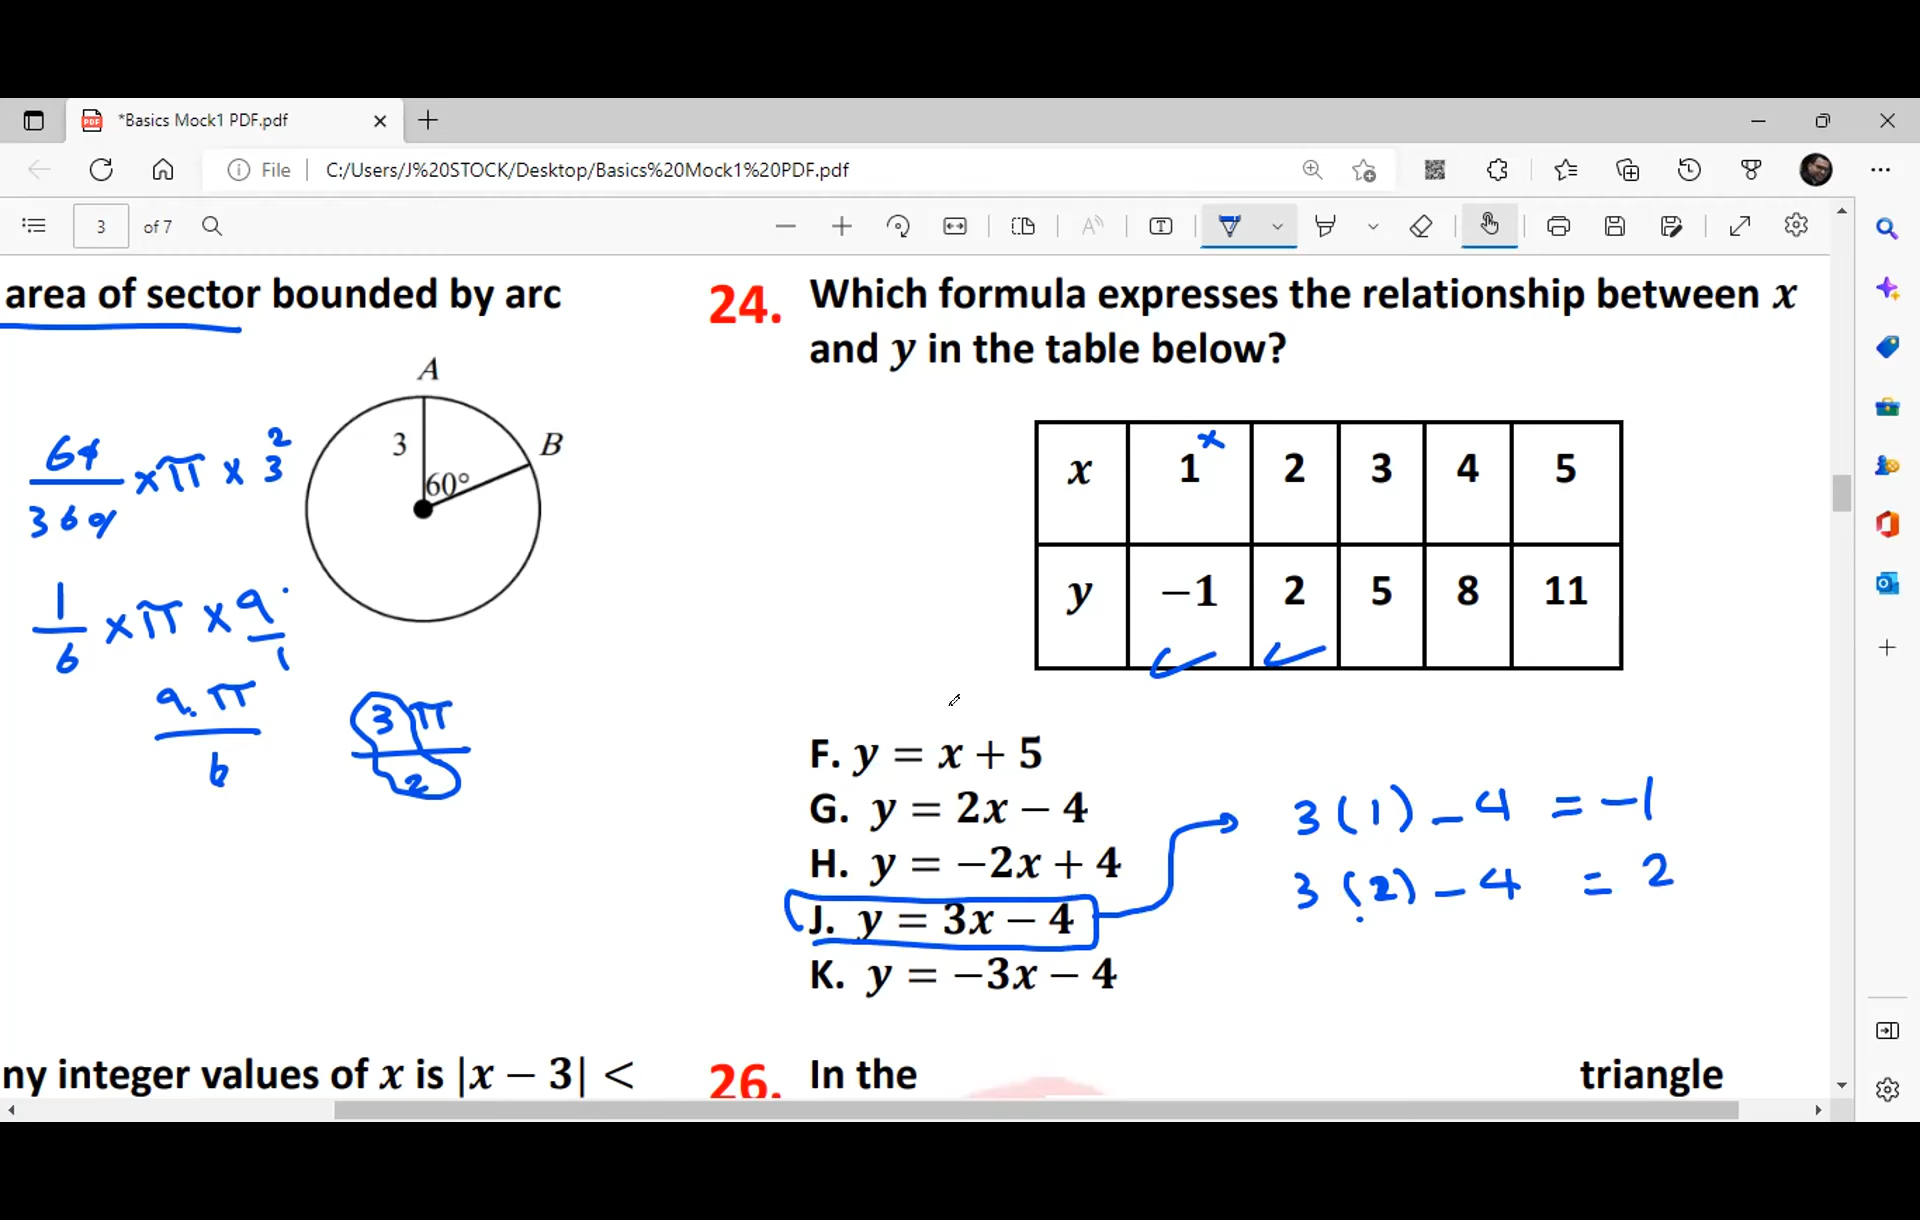 *Basics Mock1 PDF.pdf
File C:/Users/J%20STOCK/Desktop/Basics%20Mock1%20PDF.pdf
3 of 7
area of sector bounded by arc
A
B
3
60°
60/360 × π × 3²
1/6 × π × 9/1
9π/6
3π/2
24. Which formula expresses the relationship between x
and y in the table below?
x 1 2 3 4 5
y −1 2 5 8 11
F. y = x + 5
G. y = 2x − 4
H. y = −2x + 4
J. y = 3x − 4
K. y = −3x − 4
3(1) − 4 = −1
3(2) − 4 = 2
ny integer values of x is |x − 3| <
26. In the triangle